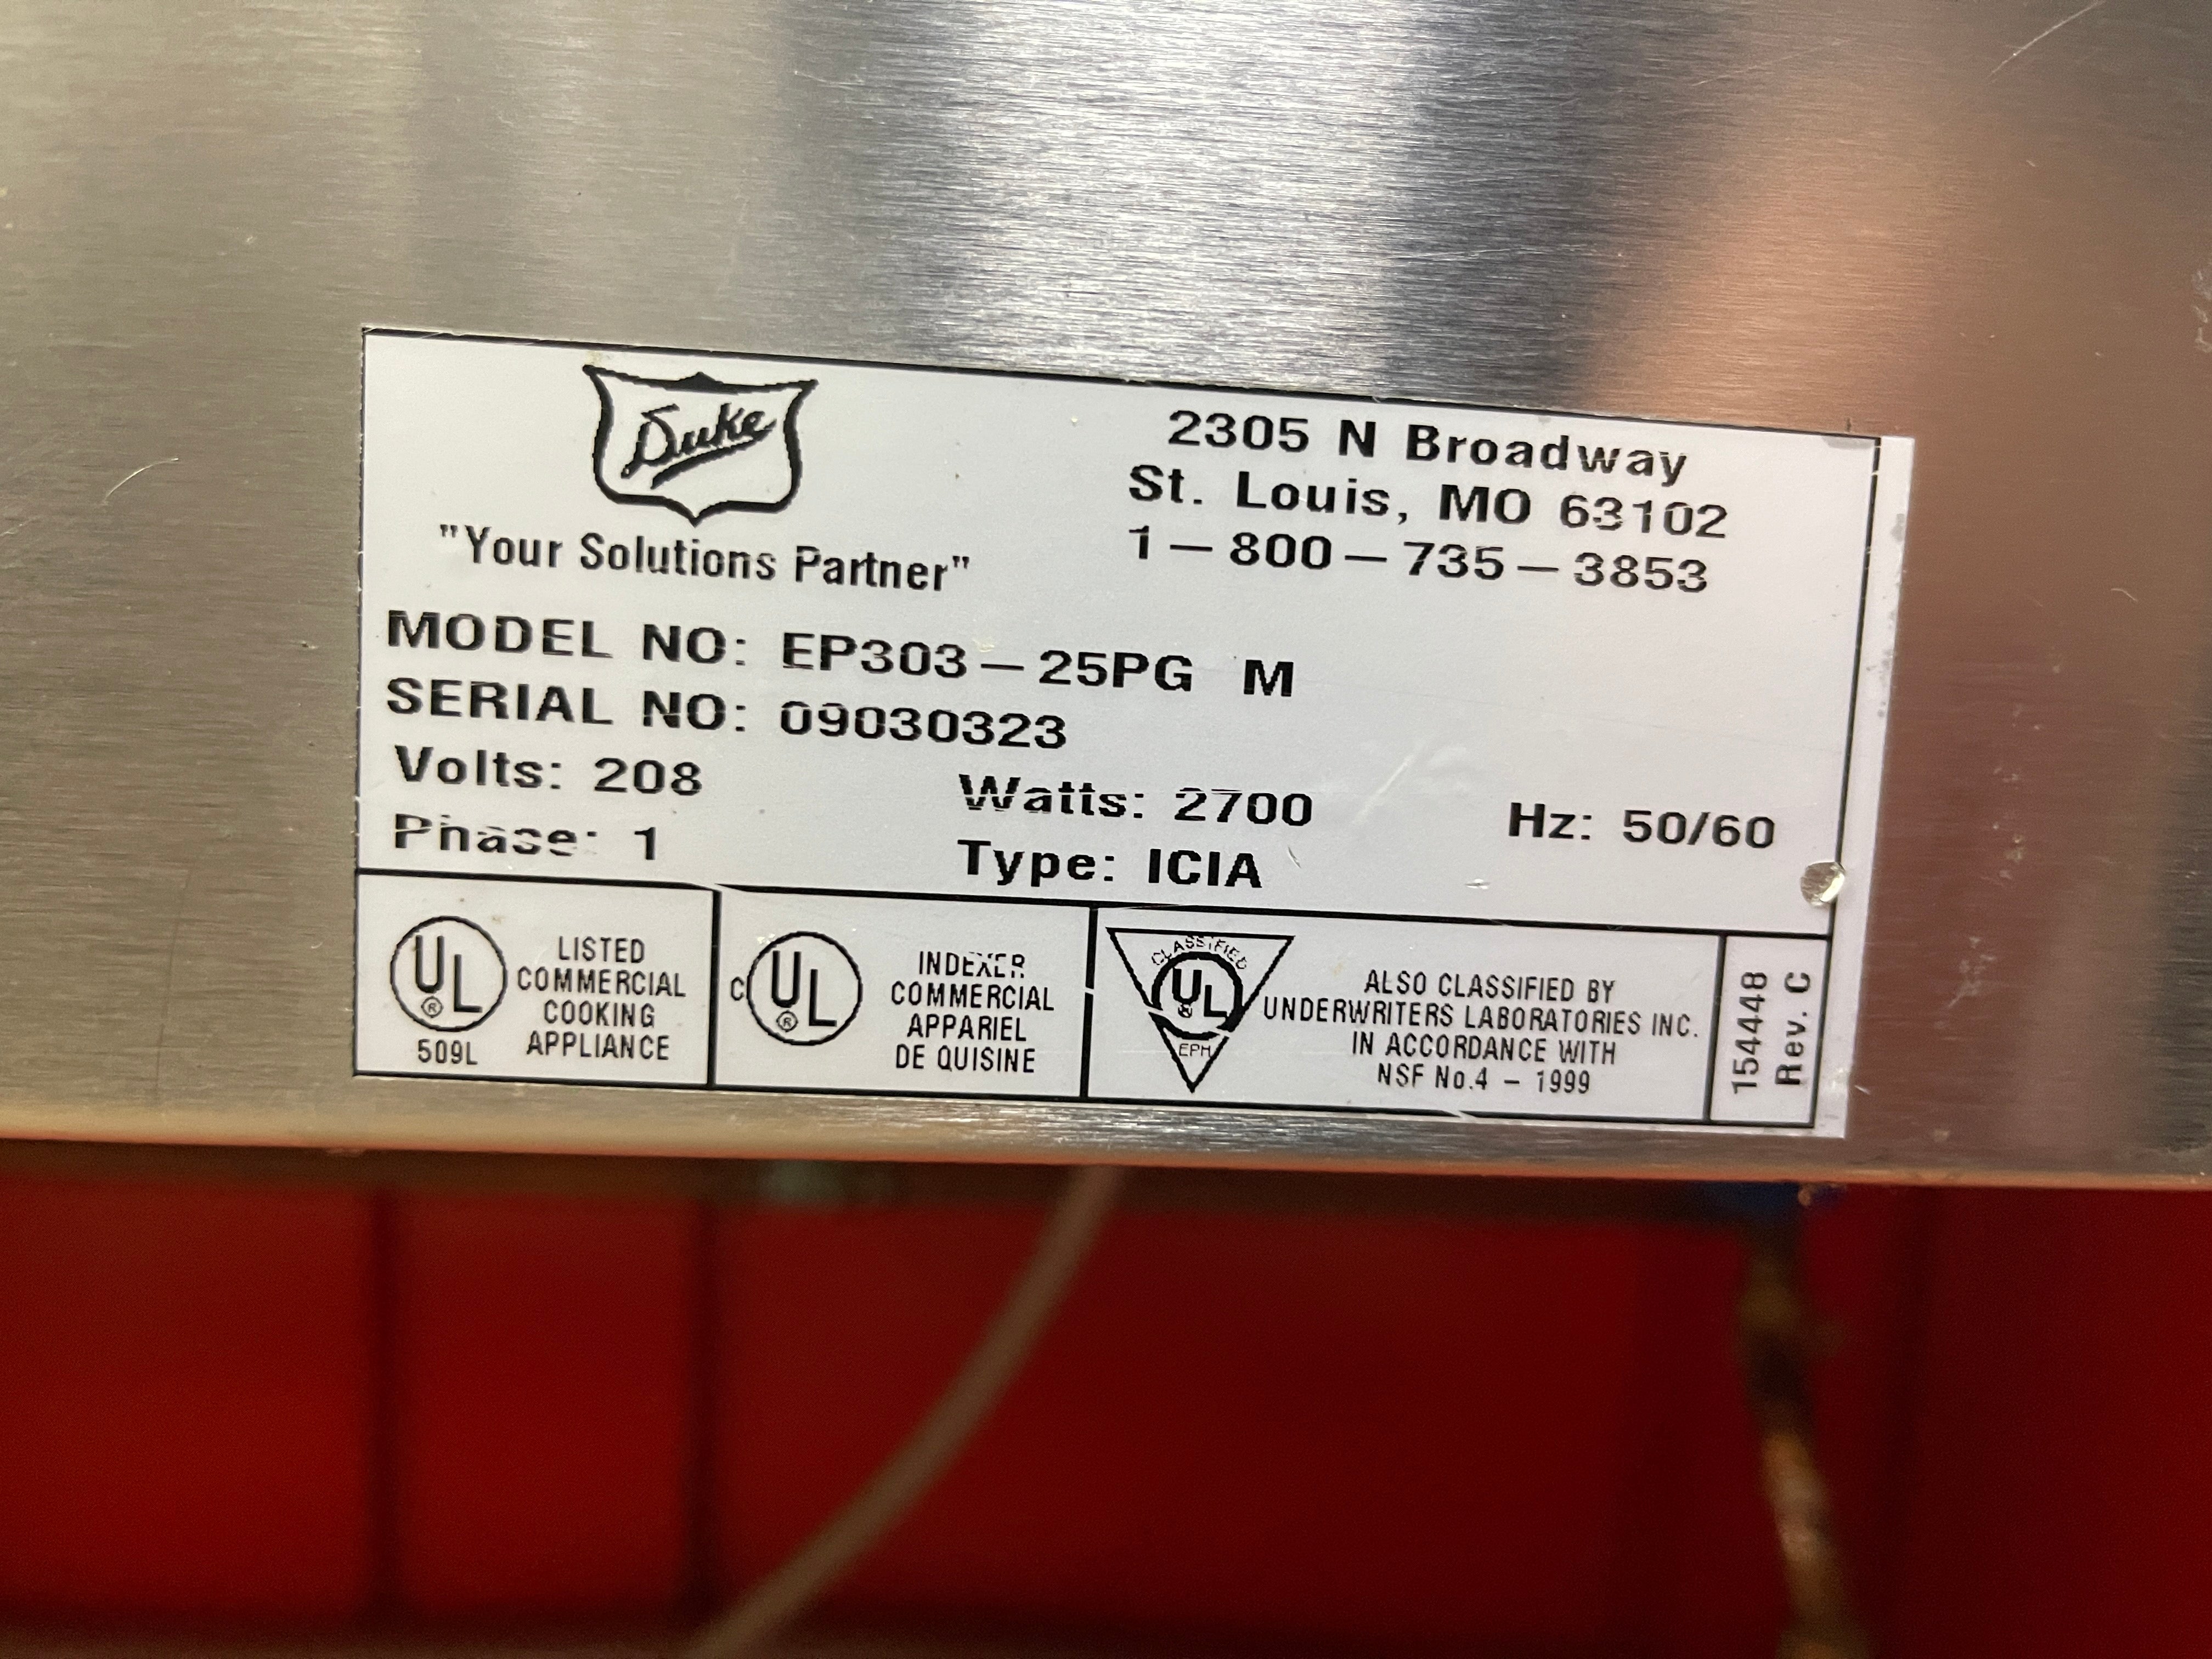 Duke
"Your Solutions Partner"
2305 N Broadway
St. Louis, MO 63102
1-800-735-3853
MODEL NO: EP303-25PG M
SERIAL NO: 09030323
Volts: 208 Watts: 2700 Hz: 50/60
Phase: 1 Type: ICIA
UL ®
509L
LISTED
COMMERCIAL
COOKING
APPLIANCE
C UL ®
INDEXER
COMMERCIAL
APPARIEL
DE QUISINE
CLASSIFIED
UL ®
EPH
ALSO CLASSIFIED BY
UNDERWRITERS LABORATORIES INC.
IN ACCORDANCE WITH
NSF No.4 - 1999
154448
Rev. C